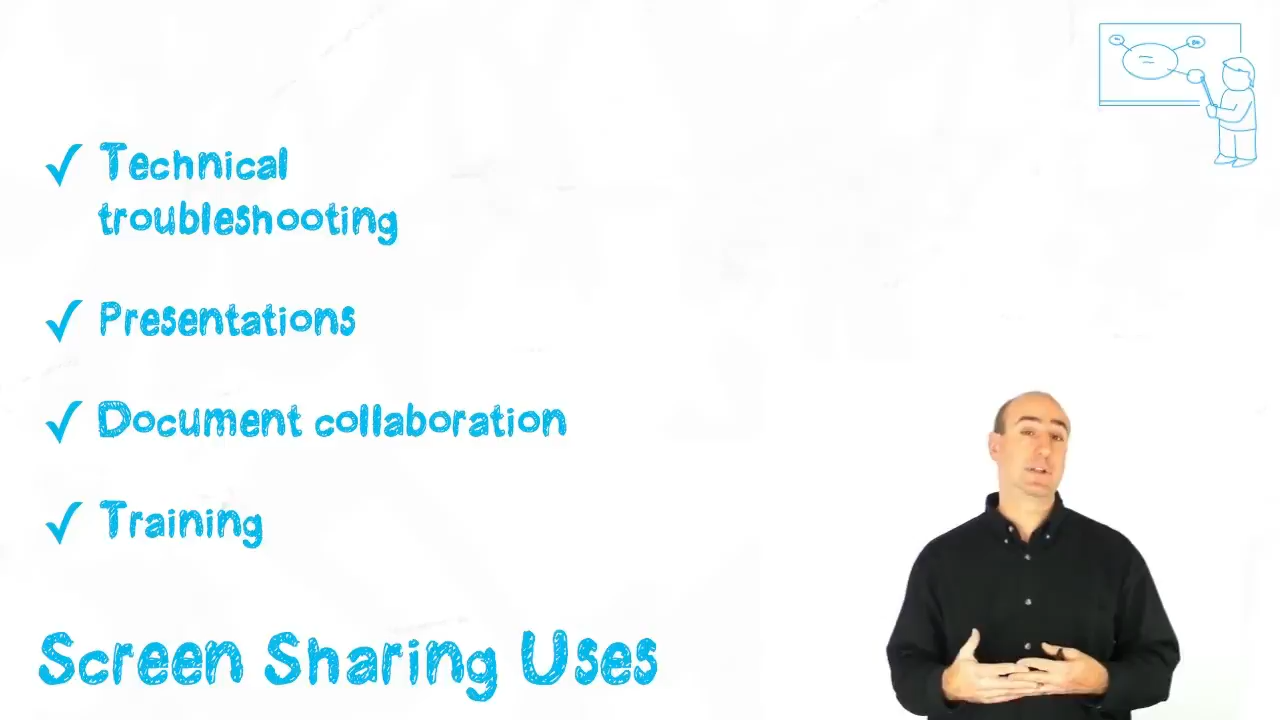 ✓ Technical
troubleshooting
✓ Presentations
✓ Document collaboration
✓ Training
Screen Sharing Uses